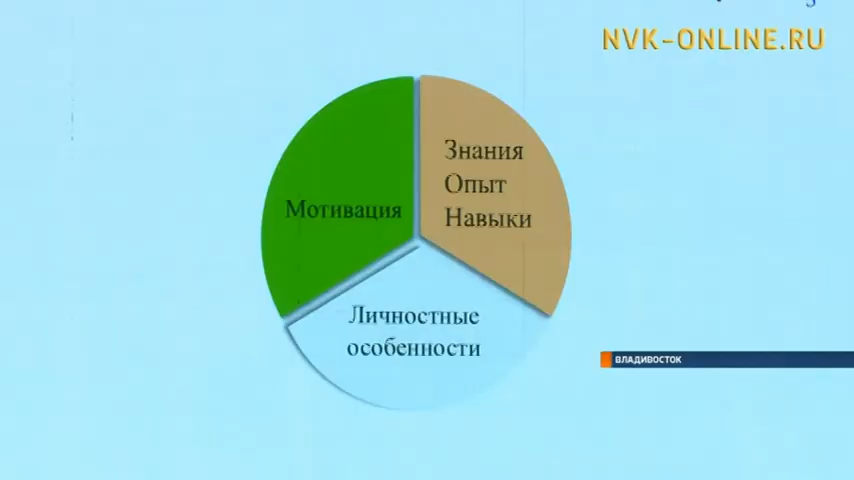 NVK-ONLINE.RU
Знания
Опыт
Навыки
Мотивация
Личностные
особенности
ВЛАДИВОСТОК